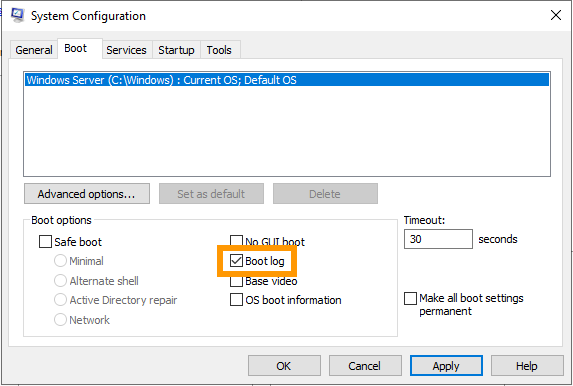 System Configuration
General Boot Services Startup Tools
Windows Server (C:\Windows) : Current OS; Default OS
Advanced options... Set as default Delete
Boot options
Safe boot
Minimal
Alternate shell
Active Directory repair
Network
No GUI boot
Boot log
Base video
OS boot information
Timeout:
30 seconds
Make all boot settings
permanent
OK Cancel Apply Help